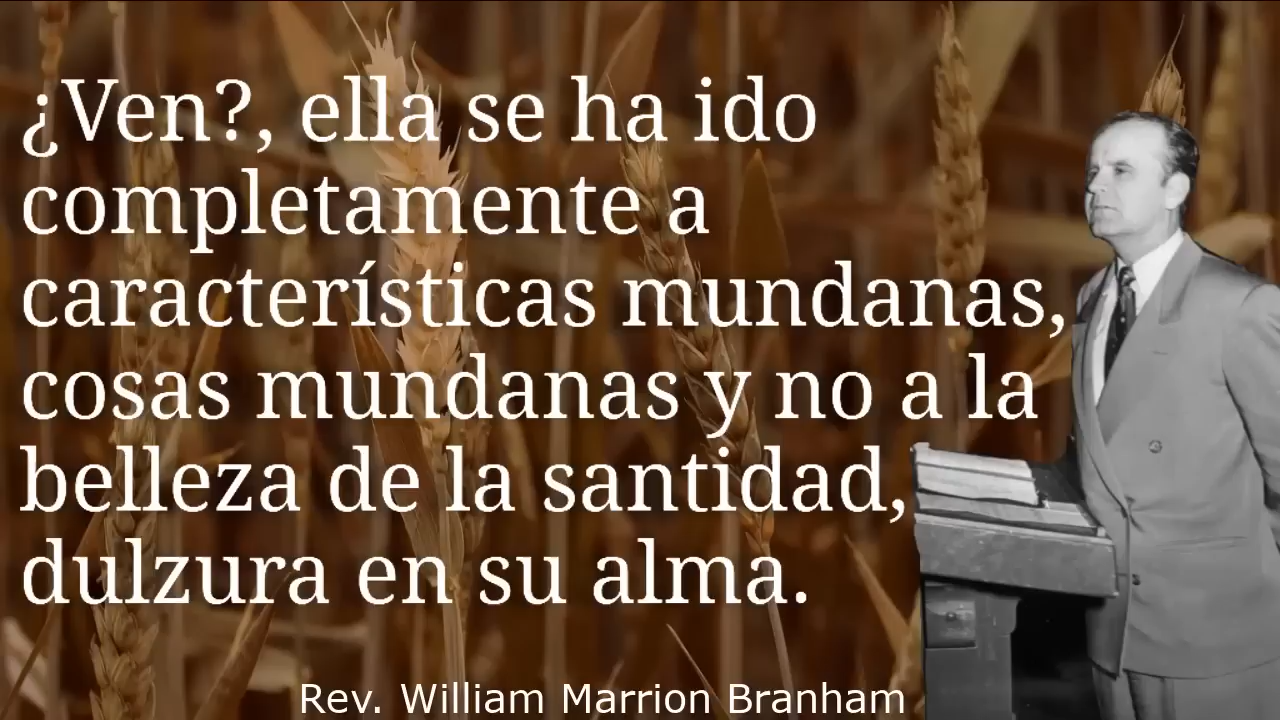 ¿Ven?, ella se ha ido
completamente a
características mundanas,
cosas mundanas y no a la
belleza de la santidad,
dulzura en su alma.
Rev. William Marrion Branham